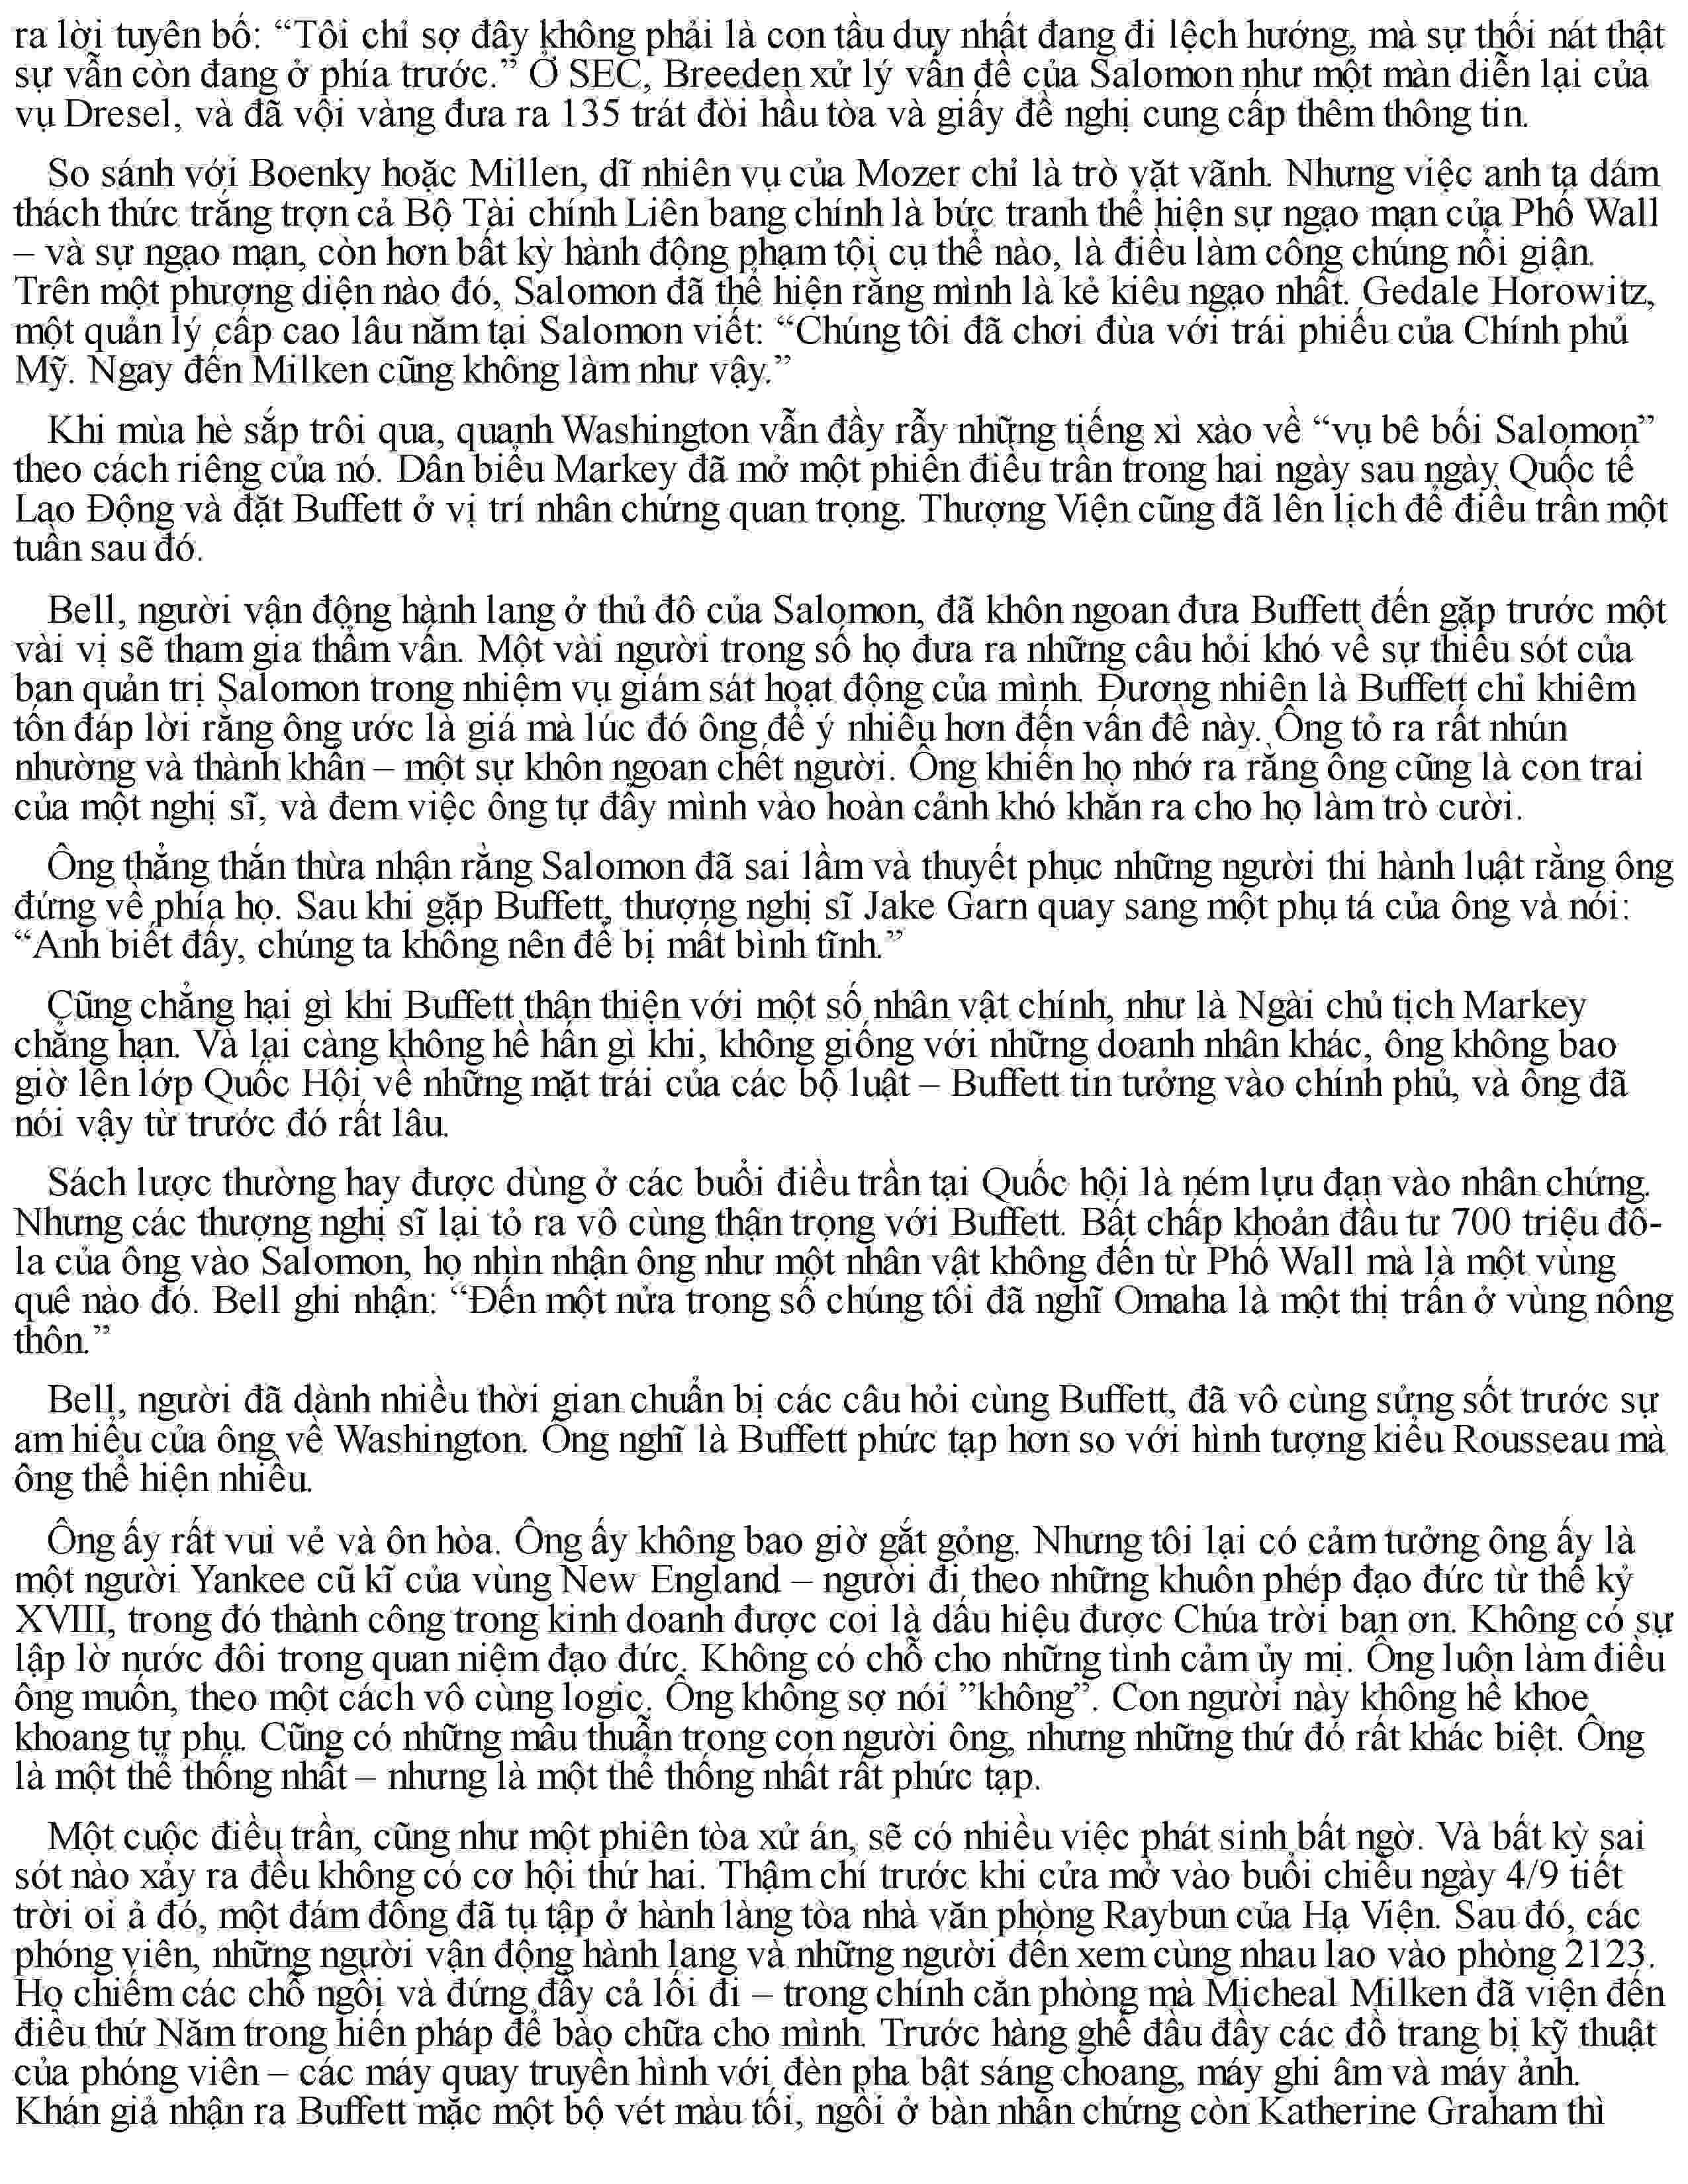 ra lời tuyên bố: “Tôi chỉ sợ đây không phải là con tầu duy nhất đang đi lệch hướng, mà sự thối nát thật
sự vẫn còn đang ở phía trước.” Ở SEC, Breeden xử lý vấn đề của Salomon như một màn diễn lại của
vụ Dresel, và đã vội vàng đưa ra 135 trát đòi hầu tòa và giấy đề nghị cung cấp thêm thông tin.
So sánh với Boenky hoặc Millen, dĩ nhiên vụ của Mozer chỉ là trò vặt vãnh. Nhưng việc anh ta dám
thách thức trắng trợn cả Bộ Tài chính Liên bang chính là bức tranh thể hiện sự ngạo mạn của Phố Wall
– và sự ngạo mạn, còn hơn bất kỳ hành động phạm tội cụ thể nào, là điều làm công chúng nổi giận.
Trên một phương diện nào đó, Salomon đã thể hiện rằng mình là kẻ kiêu ngạo nhất. Gedale Horowitz,
một quản lý cấp cao lâu năm tại Salomon viết: “Chúng tôi đã chơi đùa với trái phiếu của Chính phủ
Mỹ. Ngay đến Milken cũng không làm như vậy.”
Khi mùa hè sắp trôi qua, quanh Washington vẫn đầy rẫy những tiếng xì xào về “vụ bê bối Salomon”
theo cách riêng của nó. Dân biểu Markey đã mở một phiên điều trần trong hai ngày sau ngày Quốc tế
Lao Động và đặt Buffett ở vị trí nhân chứng quan trọng. Thượng Viện cũng đã lên lịch để điều trần một
tuần sau đó.
Bell, người vận động hành lang ở thủ đô của Salomon, đã khôn ngoan đưa Buffett đến gặp trước một
vài vị sẽ tham gia thẩm vấn. Một vài người trong số họ đưa ra những câu hỏi khó về sự thiếu sót của
ban quản trị Salomon trong nhiệm vụ giám sát hoạt động của mình. Đương nhiên là Buffett chỉ khiêm
tốn đáp lời rằng ông ước là giá mà lúc đó ông để ý nhiều hơn đến vấn đề này. Ông tỏ ra rất nhún
nhường và thành khẩn – một sự khôn ngoan chết người. Ông khiến họ nhớ ra rằng ông cũng là con trai
của một nghị sĩ, và đem việc ông tự đẩy mình vào hoàn cảnh khó khăn ra cho họ làm trò cười.
Ông thẳng thắn thừa nhận rằng Salomon đã sai lầm và thuyết phục những người thi hành luật rằng ông
đứng về phía họ. Sau khi gặp Buffett, thượng nghị sĩ Jake Garn quay sang một phụ tá của ông và nói:
“Anh biết đấy, chúng ta không nên để bị mất bình tĩnh.”
Cũng chẳng hại gì khi Buffett thân thiện với một số nhân vật chính, như là Ngài chủ tịch Markey
chẳng hạn. Và lại càng không hề hấn gì khi, không giống với những doanh nhân khác, ông không bao
giờ lên lớp Quốc Hội về những mặt trái của các bộ luật – Buffett tin tưởng vào chính phủ, và ông đã
nói vậy từ trước đó rất lâu.
Sách lược thường hay được dùng ở các buổi điều trần tại Quốc hội là ném lựu đạn vào nhân chứng.
Nhưng các thượng nghị sĩ lại tỏ ra vô cùng thận trọng với Buffett. Bất chấp khoản đầu tư 700 triệu đô-
la của ông vào Salomon, họ nhìn nhận ông như một nhân vật không đến từ Phố Wall mà là một vùng
quê nào đó. Bell ghi nhận: “Đến một nửa trong số chúng tôi đã nghĩ Omaha là một thị trấn ở vùng nông
thôn.”
Bell, người đã dành nhiều thời gian chuẩn bị các câu hỏi cùng Buffett, đã vô cùng sửng sốt trước sự
am hiểu của ông về Washington. Ông nghĩ là Buffett phức tạp hơn so với hình tượng kiểu Rousseau mà
ông thể hiện nhiều.
Ông ấy rất vui vẻ và ôn hòa. Ông ấy không bao giờ gắt gỏng. Nhưng tôi lại có cảm tưởng ông ấy là
một người Yankee cũ kĩ của vùng New England – người đi theo những khuôn phép đạo đức từ thế kỷ
XVIII, trong đó thành công trong kinh doanh được coi là dấu hiệu được Chúa trời ban ơn. Không có sự
lập lờ nước đôi trong quan niệm đạo đức. Không có chỗ cho những tình cảm ủy mị. Ông luôn làm điều
ông muốn, theo một cách vô cùng logic. Ông không sợ nói ”không”. Con người này không hề khoe
khoang tự phụ. Cũng có những mâu thuẫn trong con người ông, nhưng những thứ đó rất khác biệt. Ông
là một thể thống nhất – nhưng là một thể thống nhất rất phức tạp.
Một cuộc điều trần, cũng như một phiên tòa xử án, sẽ có nhiều việc phát sinh bất ngờ. Và bất kỳ sai
sót nào xảy ra đều không có cơ hội thứ hai. Thậm chí trước khi cửa mở vào buổi chiều ngày 4/9 tiết
trời oi ả đó, một đám đông đã tụ tập ở hành làng tòa nhà văn phòng Raybun của Hạ Viện. Sau đó, các
phóng viên, những người vận động hành lang và những người đến xem cùng nhau lao vào phòng 2123.
Họ chiếm các chỗ ngồi và đứng đầy cả lối đi – trong chính căn phòng mà Micheal Milken đã viện đến
điều thứ Năm trong hiến pháp để bào chữa cho mình. Trước hàng ghế đầu đầy các đồ trang bị kỹ thuật
của phóng viên – các máy quay truyền hình với đèn pha bật sáng choang, máy ghi âm và máy ảnh.
Khán giả nhận ra Buffett mặc một bộ vét màu tối, ngồi ở bàn nhân chứng còn Katherine Graham thì